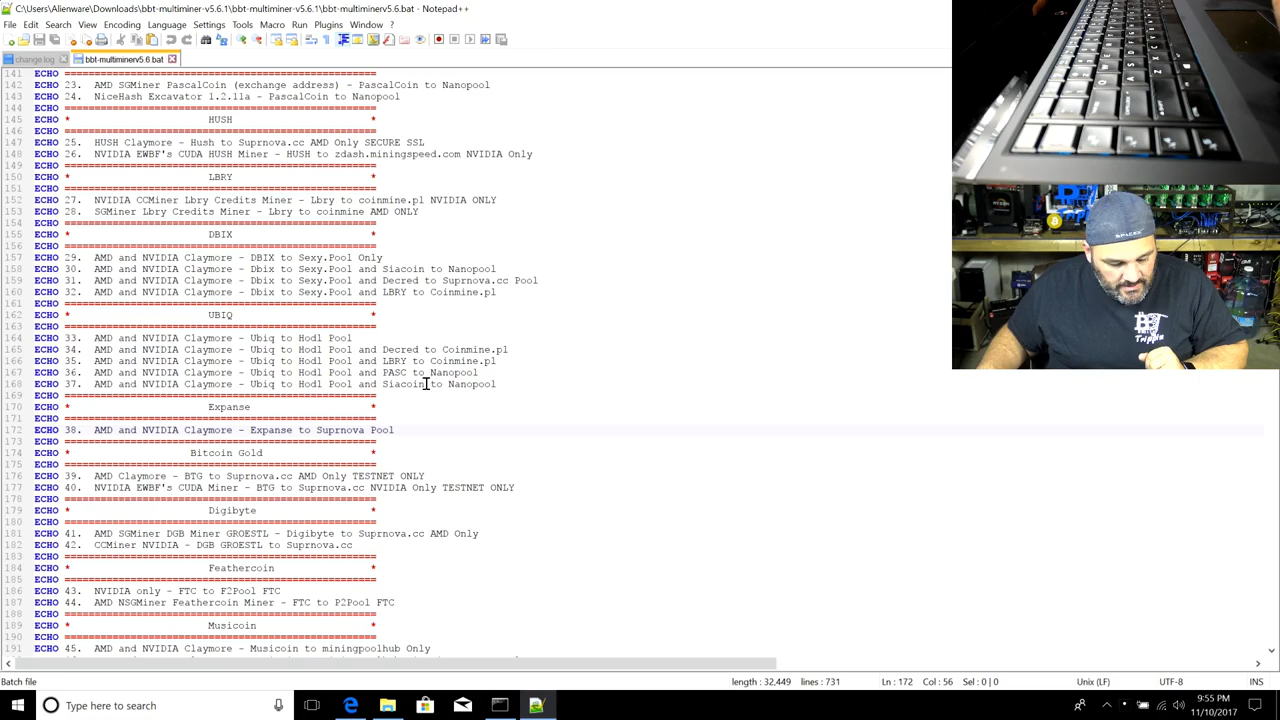 C:\Users\Alienware\Downloads\bbt-multiminer-v5.6.1\bbt-multiminer-v5.6.1\bbt-multiminerv5.6.bat - Notepad++
File Edit Search View Encoding Language Settings Tools Macro Run Plugins Window ?
change.log bbt-multiminerv5.6.bat
141 ECHO ====================================================
142 ECHO 23. AMD SGMiner PascalCoin (exchange address) - PascalCoin to Nanopool
143 ECHO 24. NiceHash Excavator 1.2.11a - PascalCoin to Nanopool
144 ECHO ====================================================
145 ECHO * HUSH *
146 ECHO ====================================================
147 ECHO 25. HUSH Claymore - Hush to Suprnova.cc AMD Only SECURE SSL
148 ECHO 26. NVIDIA EWBF's CUDA HUSH Miner - HUSH to zdash.miningspeed.com NVIDIA Only
149 ECHO ====================================================
150 ECHO * LBRY *
151 ECHO ====================================================
152 ECHO 27. NVIDIA CCMiner Lbry Credits Miner - Lbry to coinmine.pl NVIDIA ONLY
153 ECHO 28. SGMiner Lbry Credits Miner - Lbry to coinmine AMD ONLY
154 ECHO ====================================================
155 ECHO * DBIX *
156 ECHO ====================================================
157 ECHO 29. AMD and NVIDIA Claymore - DBIX to Sexy.Pool Only
158 ECHO 30. AMD and NVIDIA Claymore - Dbix to Sexy.Pool and Siacoin to Nanopool
159 ECHO 31. AMD and NVIDIA Claymore - Dbix to Sexy.Pool and Decred to Suprnova.cc Pool
160 ECHO 32. AMD and NVIDIA Claymore - Dbix to Sexy.Pool and LBRY to Coinmine.pl
161 ECHO ====================================================
162 ECHO * UBIQ *
163 ECHO ====================================================
164 ECHO 33. AMD and NVIDIA Claymore - Ubiq to Hodl Pool
165 ECHO 34. AMD and NVIDIA Claymore - Ubiq to Hodl Pool and Decred to Coinmine.pl
166 ECHO 35. AMD and NVIDIA Claymore - Ubiq to Hodl Pool and LBRY to Coinmine.pl
167 ECHO 36. AMD and NVIDIA Claymore - Ubiq to Hodl Pool and PASC to Nanopool
168 ECHO 37. AMD and NVIDIA Claymore - Ubiq to Hodl Pool and Siacoin to Nanopool
169 ECHO ====================================================
170 ECHO * Expanse *
171 ECHO ====================================================
172 ECHO 38. AMD and NVIDIA Claymore - Expanse to Suprnova Pool
173 ECHO ====================================================
174 ECHO * Bitcoin Gold *
175 ECHO ====================================================
176 ECHO 39. AMD Claymore - BTG to Suprnova.cc AMD Only TESTNET ONLY
177 ECHO 40. NVIDIA EWBF's CUDA Miner - BTG to Suprnova.cc NVIDIA Only TESTNET ONLY
178 ECHO ====================================================
179 ECHO * Digibyte *
180 ECHO ====================================================
181 ECHO 41. AMD SGMiner DGB Miner GROESTL - Digibyte to Suprnova.cc AMD Only
182 ECHO 42. CCMiner NVIDIA - DGB GROESTL to Suprnova.cc
183 ECHO ====================================================
184 ECHO * Feathercoin *
185 ECHO ====================================================
186 ECHO 43. NVIDIA only - FTC to F2Pool FTC
187 ECHO 44. AMD NSGMiner Feathercoin Miner - FTC to P2Pool FTC
188 ECHO ====================================================
189 ECHO * Musicoin *
190 ECHO ====================================================
191 ECHO 45. AMD and NVIDIA Claymore - Musicoin to miningpoolhub Only
Batch file length : 32,449 lines : 731 Ln : 172 Col : 56 Sel : 0 | 0 Unix (LF) UTF-8 INS
Type here to search
9:55 PM
11/10/2017
SPACEX
Trippin